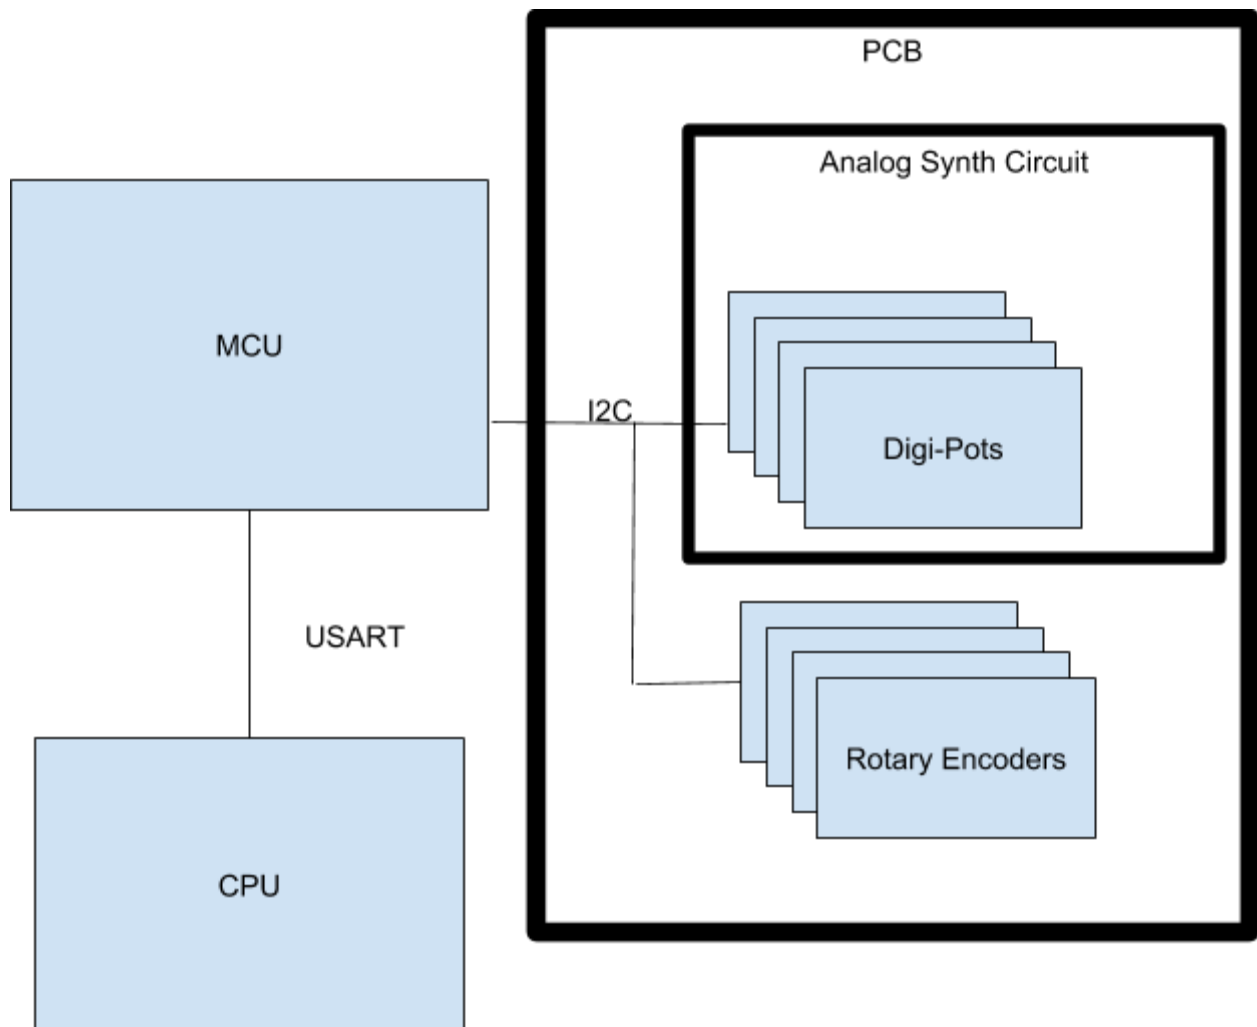 PCB
Analog Synth Circuit
MCU
I2C
Digi-Pots
USART
Rotary Encoders
CPU